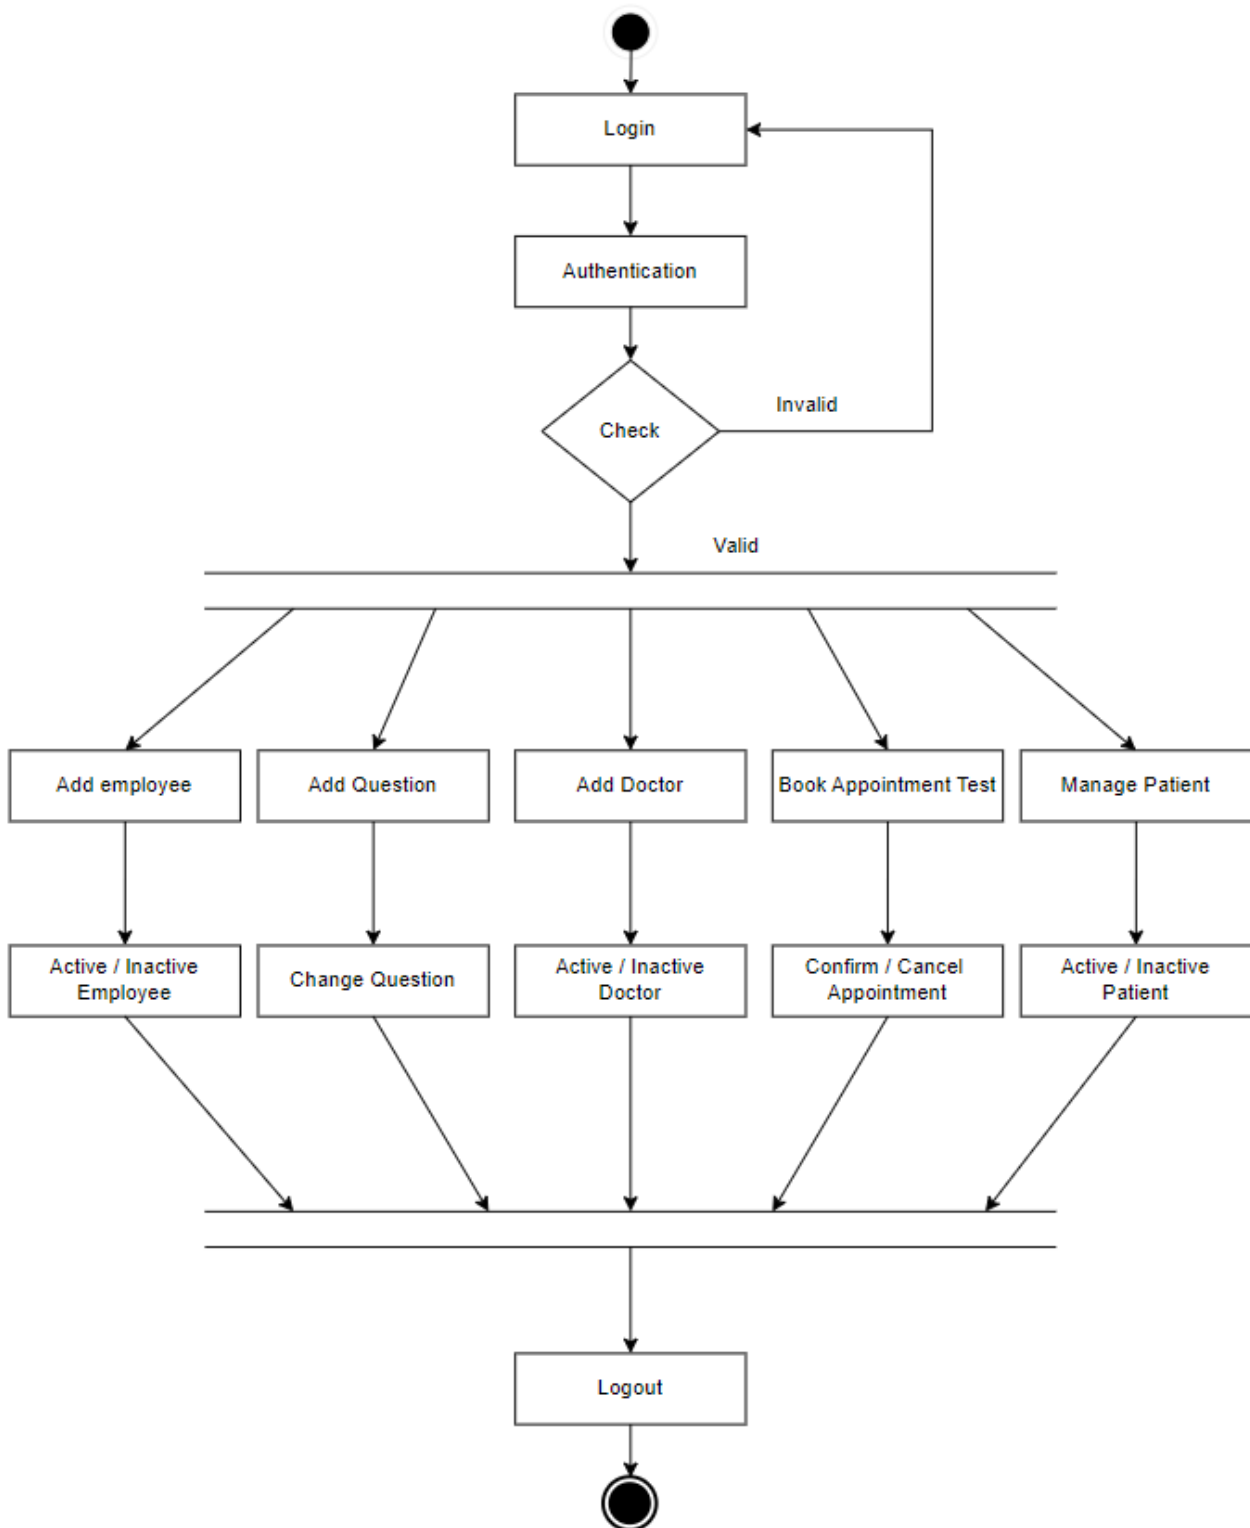 Login
Authentication
Invalid
Check
Valid
Add employee
Add Question
Add Doctor
Book Appointment Test
Manage Patient
Active / Inactive
Employee
Change Question
Active / Inactive
Doctor
Confirm / Cancel
Appointment
Active / Inactive
Patient
Logout